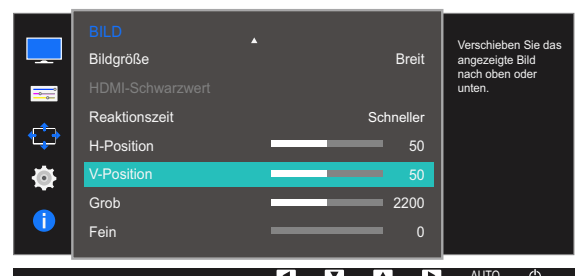 BILD
Bildgröße Breit
HDMI-Schwarzwert
Reaktionszeit Schneller
H-Position 50
V-Position 50
Grob 2200
Fein 0
Verschieben Sie das
angezeigte Bild
nach oben oder
unten.
AUTO